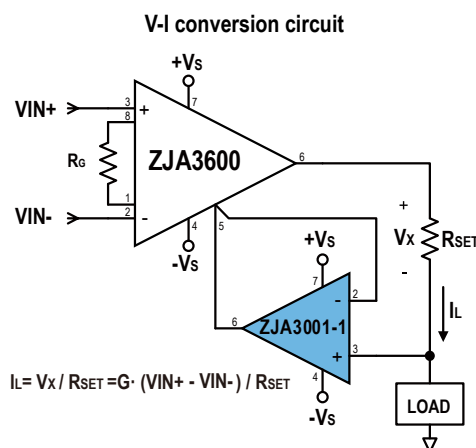 V-I conversion circuit
+VS
VIN+
3
+
7
8
RG
ZJA3600
6
1
VIN-
2
-
4
5
-VS
+
VX
-
RSET
+VS
7
-
2
6
ZJA3001-1
IL
+
3
4
-VS
IL= VX / RSET =G· (VIN+ - VIN-) / RSET
LOAD